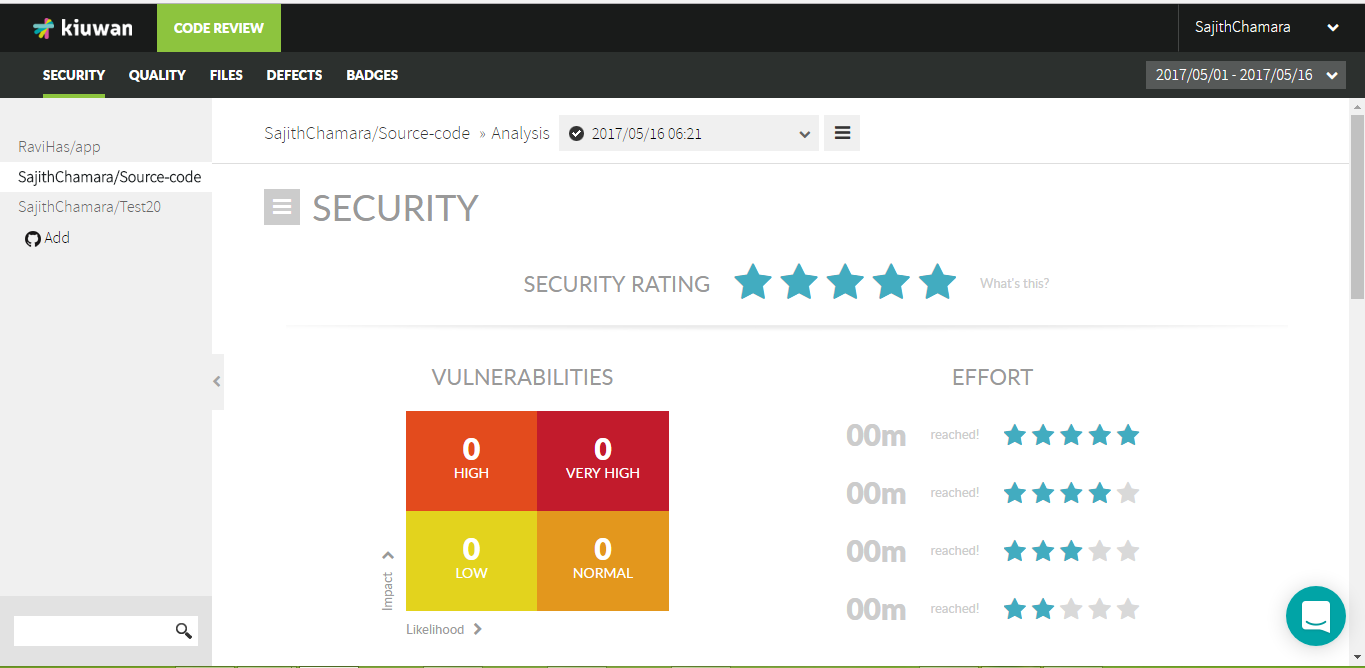 kiuwan
CODE REVIEW
SajithChamara
SECURITY QUALITY FILES DEFECTS BADGES
2017/05/01 - 2017/05/16
RaviHas/app
SajithChamara/Source-code
SajithChamara/Test20
Add
SajithChamara/Source-code » Analysis
2017/05/16 06:21
SECURITY
SECURITY RATING
What's this?
VULNERABILITIES
0
HIGH
0
VERY HIGH
0
LOW
0
NORMAL
Impact
Likelihood
EFFORT
00m reached!
00m reached!
00m reached!
00m reached!